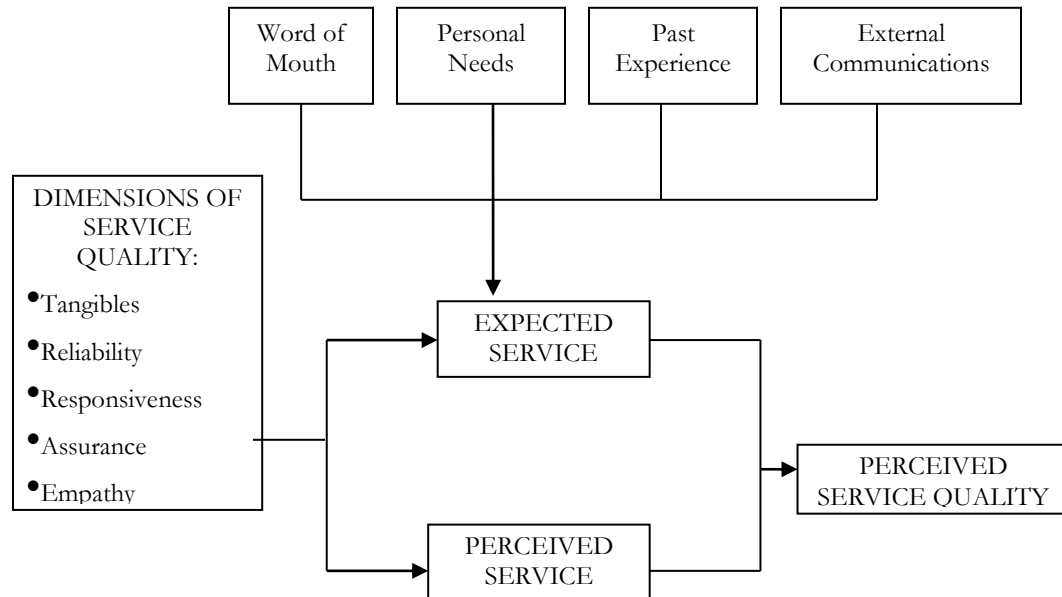 Word of
Mouth
Personal
Needs
Past
Experience
External
Communications
DIMENSIONS OF
SERVICE
QUALITY:
•Tangibles
•Reliability
•Responsiveness
•Assurance
•Empathy
EXPECTED
SERVICE
PERCEIVED
SERVICE
PERCEIVED
SERVICE QUALITY